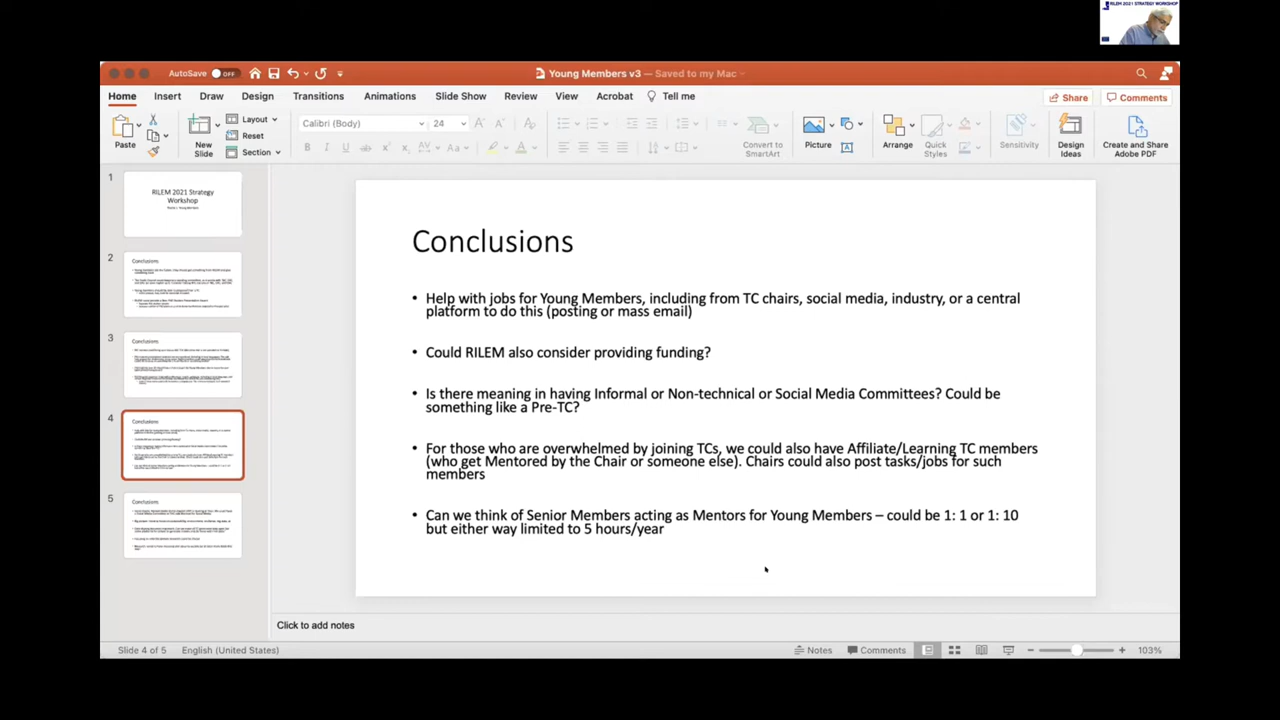 RILEM 2021 STRATEGY WORKSHOP
AutoSave OFF
Young Members v3 — Saved to my Mac
Home Insert Draw Design Transitions Animations Slide Show Review View Acrobat Tell me
Share Comments
Paste
New Slide
Layout
Reset
Section
Calibri (Body) 24
Convert to SmartArt
Picture
Arrange
Quick Styles
Sensitivity
Design Ideas
Create and Share Adobe PDF
1
RILEM 2021 Strategy
Workshop
2
Conclusions
3
Conclusions
4
Conclusions
5
Conclusions
Conclusions
• Help with jobs for Young Members, including from TC chairs, social media, industry, or a central
platform to do this (posting or mass email)
• Could RILEM also consider providing funding?
• Is there meaning in having Informal or Non-technical or Social Media Committees? Could be
something like a Pre-TC?
• For those who are overwhelmed by joining TCs, we could also have Affiliate/Learning TC members
(who get Mentored by the Chair or someone else). Chairs could also post tasks/jobs for such
members
• Can we think of Senior Members acting as Mentors for Young Mamers – could be 1: 1 or 1: 10
but either way limited to 5 hours/year
Click to add notes
Slide 4 of 5 English (United States) Notes Comments 103%